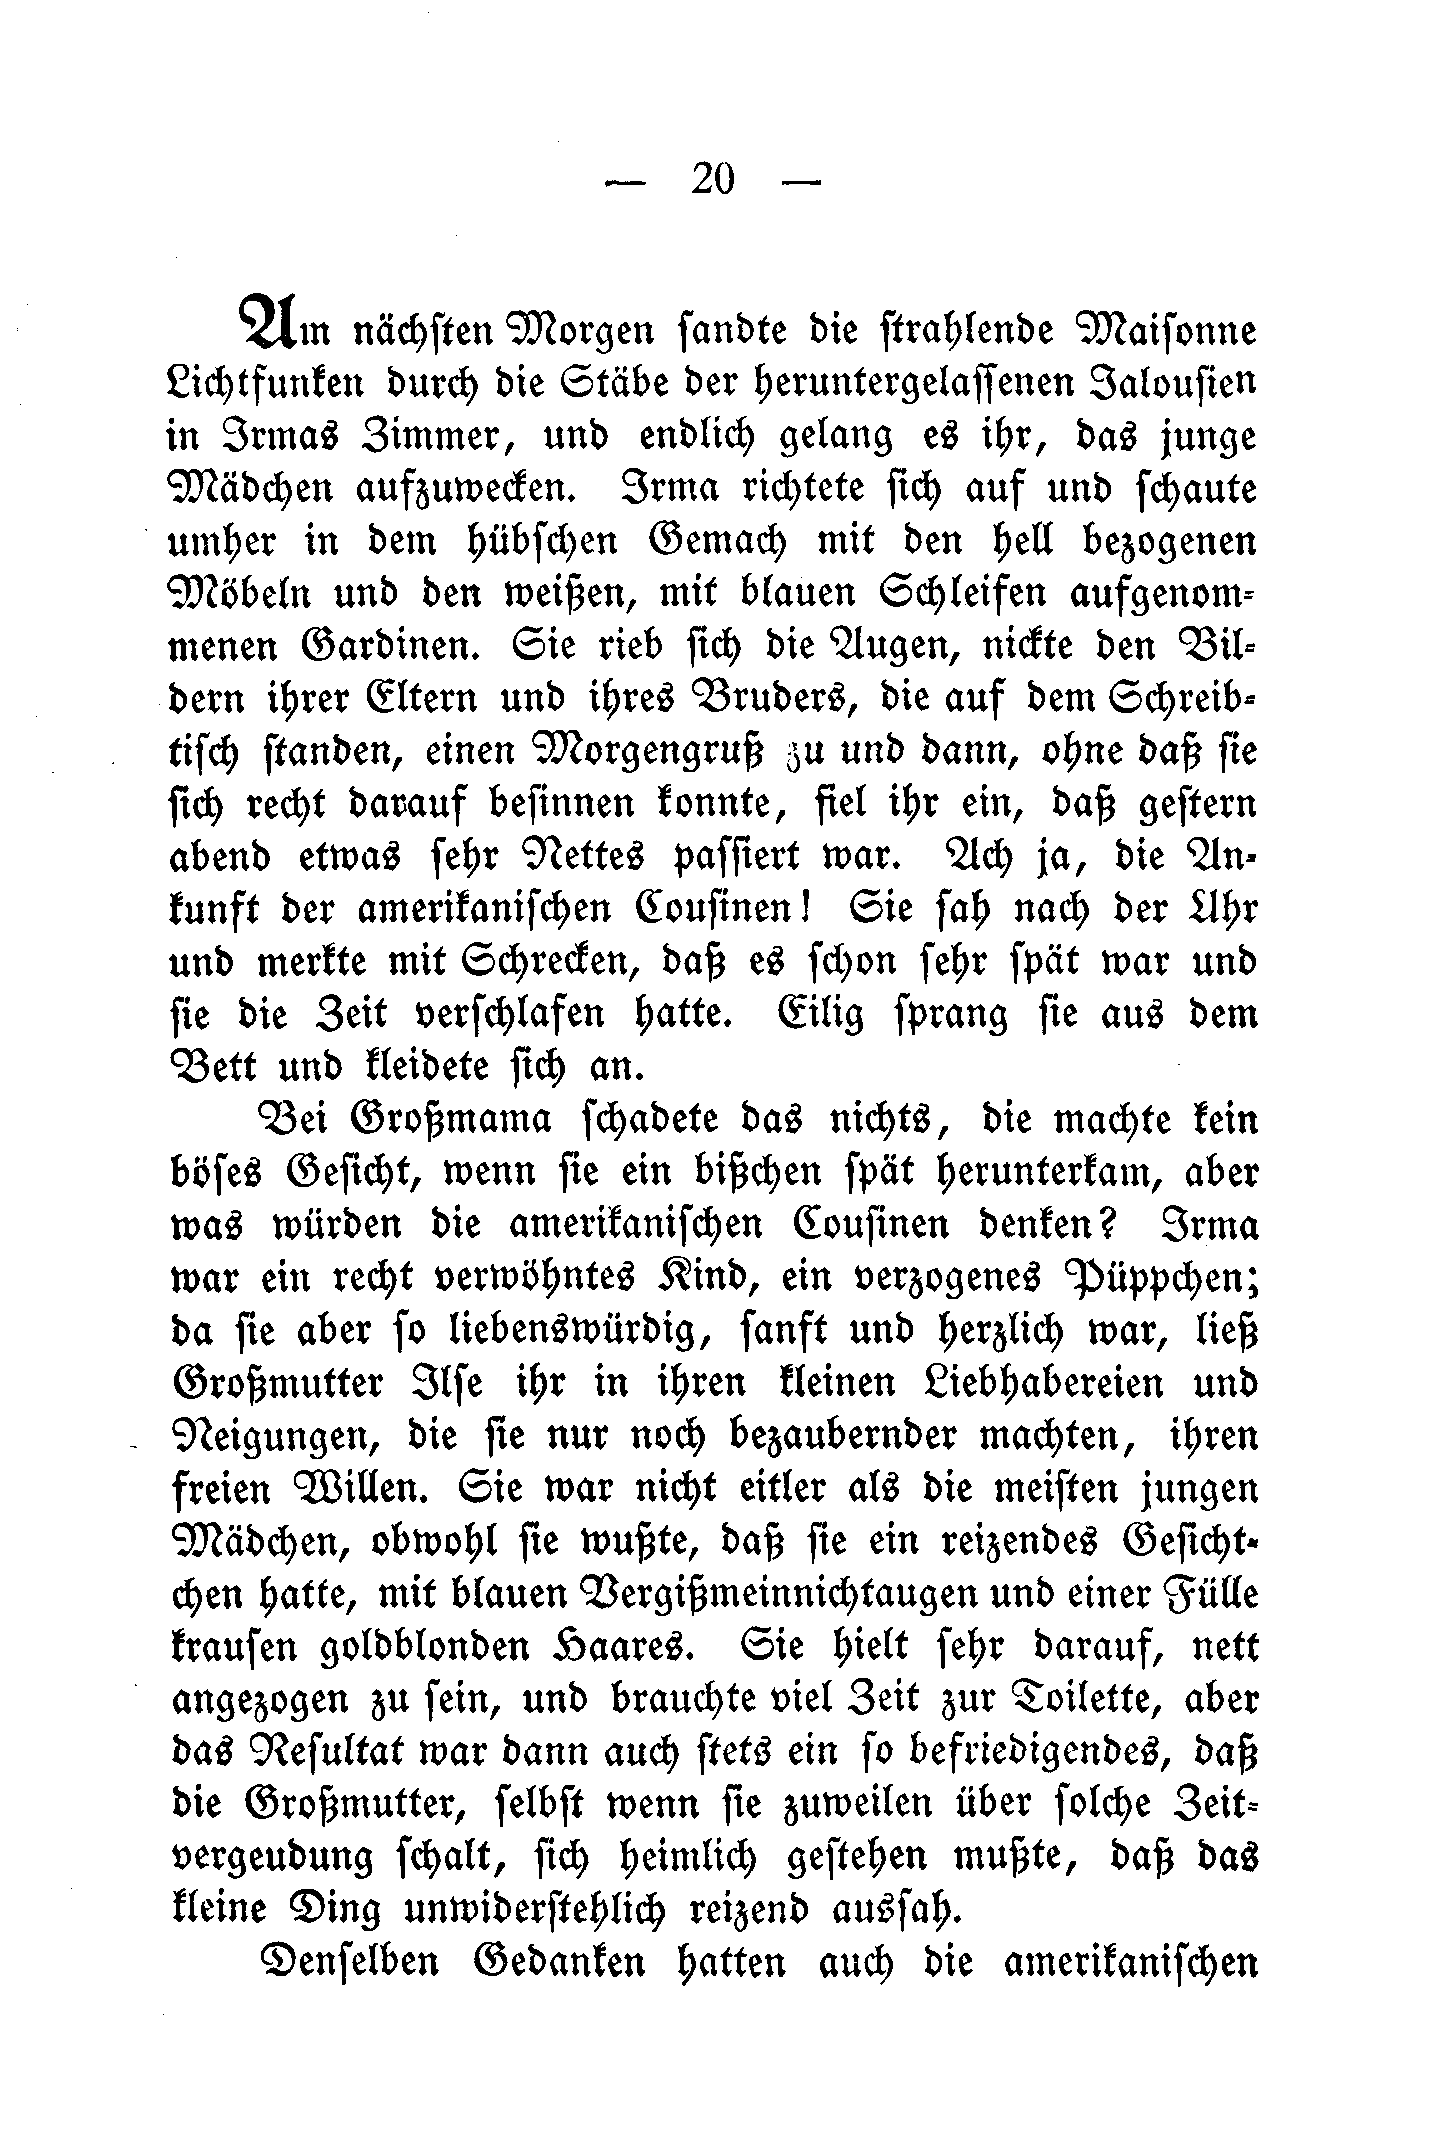 — 20 —
Am nächsten Morgen sandte die strahlende Maisonne
Lichtfunken durch die Stäbe der heruntergelassenen Jalousien
in Irmas Zimmer, und endlich gelang es ihr, das junge
Mädchen aufzuwecken. Irma richtete sich auf und schaute
umher in dem hübschen Gemach mit den hell bezogenen
Möbeln und den weißen, mit blauen Schleifen aufgenom-
menen Gardinen. Sie rieb sich die Augen, nickte den Bil-
dern ihrer Eltern und ihres Bruders, die auf dem Schreib-
tisch standen, einen Morgengruß zu und dann, ohne daß sie
sich recht darauf besinnen konnte, fiel ihr ein, daß gestern
abend etwas sehr Nettes passiert war. Ach ja, die An-
kunft der amerikanischen Cousinen! Sie sah nach der Uhr
und merkte mit Schrecken, daß es schon sehr spät war und
sie die Zeit verschlafen hatte. Eilig sprang sie aus dem
Bett und kleidete sich an.
Bei Großmama schadete das nichts, die machte kein
böses Gesicht, wenn sie ein bißchen spät herunterkam, aber
was würden die amerikanischen Cousinen denken? Irma
war ein recht verwöhntes Kind, ein verzogenes Püppchen;
da sie aber so liebenswürdig, sanft und herzlich war, ließ
Großmutter Ilse ihr in ihren kleinen Liebhabereien und
Neigungen, die sie nur noch bezaubernder machten, ihren
freien Willen. Sie war nicht eitler als die meisten jungen
Mädchen, obwohl sie wußte, daß sie ein reizendes Gesicht-
chen hatte, mit blauen Vergißmeinnichtaugen und einer Fülle
krausen goldblonden Haares. Sie hielt sehr darauf, nett
angezogen zu sein, und brauchte viel Zeit zur Toilette, aber
das Resultat war dann auch stets ein so befriedigendes, daß
die Großmutter, selbst wenn sie zuweilen über solche Zeit-
vergeudung schalt, sich heimlich gestehen mußte, daß das
kleine Ding unwiderstehlich reizend aussah.
Denselben Gedanken hatten auch die amerikanischen